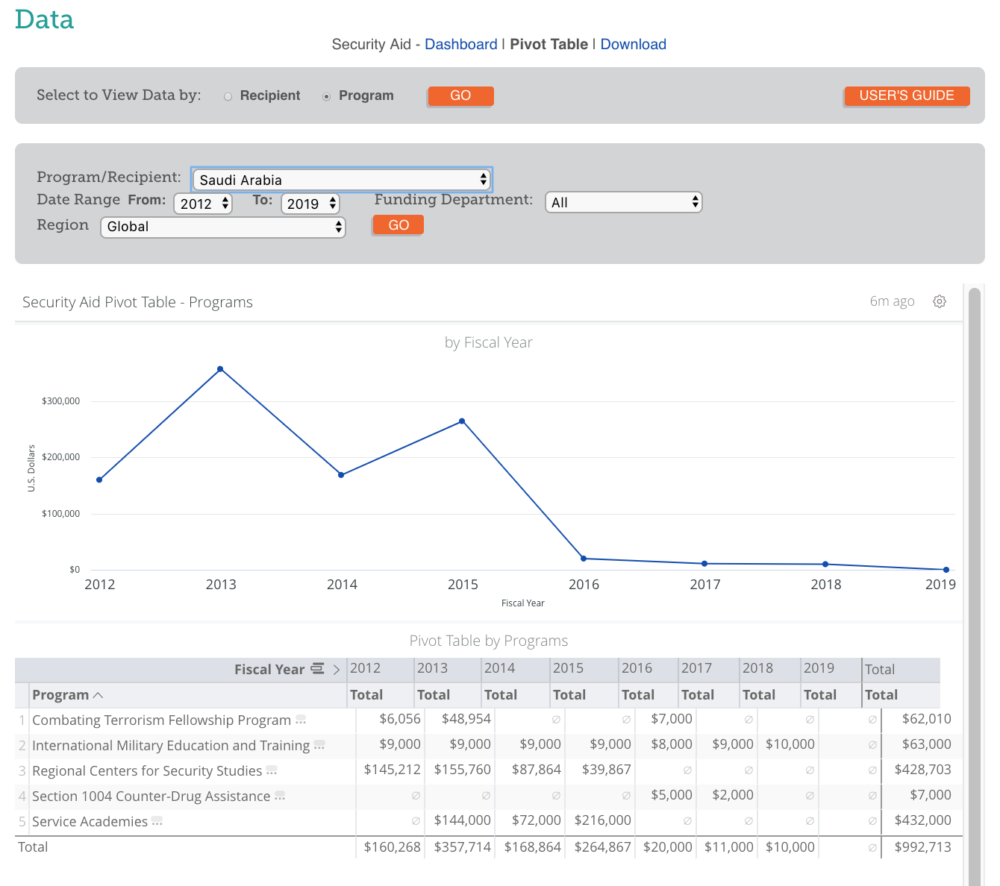 Data
Security Aid - Dashboard | Pivot Table | Download
Select to View Data by: Recipient Program GO USER'S GUIDE
Program/Recipient: Saudi Arabia
Date Range From: 2012 To: 2019 Funding Department: All
Region Global GO
Security Aid Pivot Table - Programs 6m ago
by Fiscal Year
$300,000
$200,000
$100,000
$0
U.S. Dollars
2012 2013 2014 2015 2016 2017 2018 2019
Fiscal Year
Pivot Table by Programs
Fiscal Year 2012 2013 2014 2015 2016 2017 2018 2019 Total
Program Total Total Total Total Total Total Total Total Total
1 Combating Terrorism Fellowship Program $6,056 $48,954 ∅ ∅ $7,000 ∅ ∅ ∅ $62,010
2 International Military Education and Training $9,000 $9,000 $9,000 $9,000 $8,000 $9,000 $10,000 ∅ $63,000
3 Regional Centers for Security Studies $145,212 $155,760 $87,864 $39,867 ∅ ∅ ∅ ∅ $428,703
4 Section 1004 Counter-Drug Assistance ∅ ∅ ∅ ∅ $5,000 $2,000 ∅ ∅ $7,000
5 Service Academies ∅ $144,000 $72,000 $216,000 ∅ ∅ ∅ ∅ $432,000
Total $160,268 $357,714 $168,864 $264,867 $20,000 $11,000 $10,000 ∅ $992,713